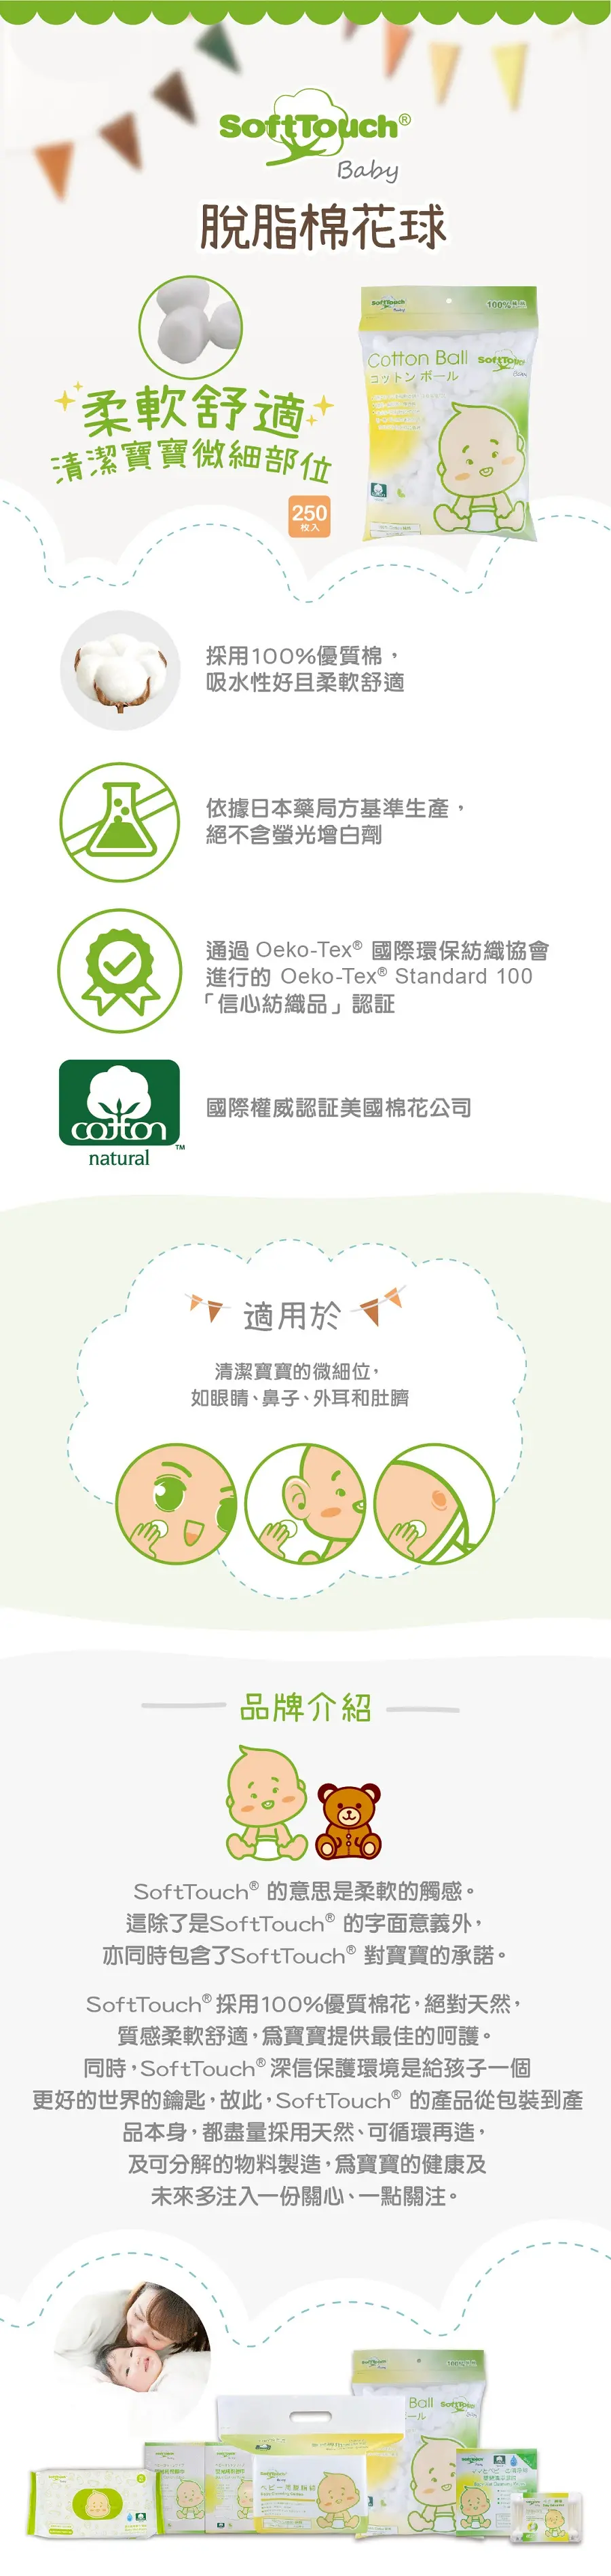 SoftTouch®
Baby
脫脂棉花球
SoftTouch
Baby
100%
Cotton Ball
SoftTouch
Baby
コットン ボール
柔軟舒適
清潔寶寶微細部位
250
枚入
採用100%優質棉，
吸水性好且柔軟舒適
依據日本藥局方基準生產，
絕不含螢光增白劑
通過 Oeko-Tex® 國際環保紡織協會
進行的 Oeko-Tex® Standard 100
「信心紡織品」認証
cotton
TM
natural
國際權威認証美國棉花公司
適用於
清潔寶寶的微細位，
如眼睛、鼻子、外耳和肚臍
品牌介紹
SoftTouch® 的意思是柔軟的觸感。
這除了是SoftTouch® 的字面意義外，
亦同時包含了SoftTouch® 對寶寶的承諾。
SoftTouch® 採用100%優質棉花，絕對天然，
質感柔軟舒適，為寶寶提供最佳的呵護。
同時，SoftTouch® 深信保護環境是給孩子一個
更好的世界的鑰匙，故此，SoftTouch® 的產品從包裝到產
品本身，都盡量採用天然、可循環再造，
及可分解的物料製造，為寶寶的健康及
未來多注入一份關心、一點關注。
100%
Ball
SoftTouch
ール